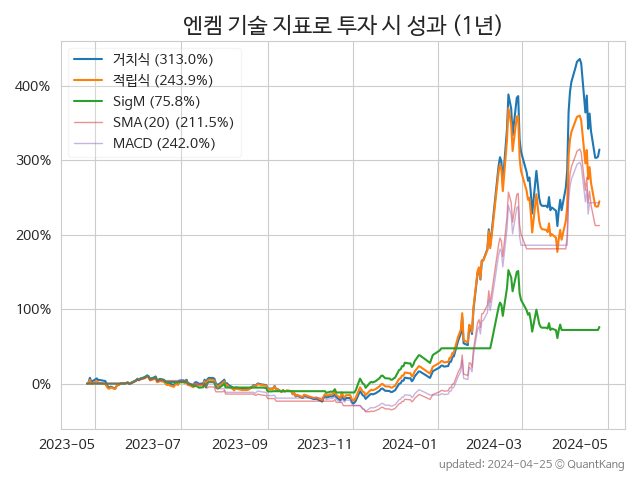 엔켐 기술 지표로 투자 시 성과 (1년)
거치식 (313.0%)
적립식 (243.9%)
SigM (75.8%)
SMA(20) (211.5%)
MACD (242.0%)
400%
300%
200%
100%
0%
2023-05 2023-07 2023-09 2023-11 2024-01 2024-03 2024-05
updated: 2024-04-25 © QuantKang